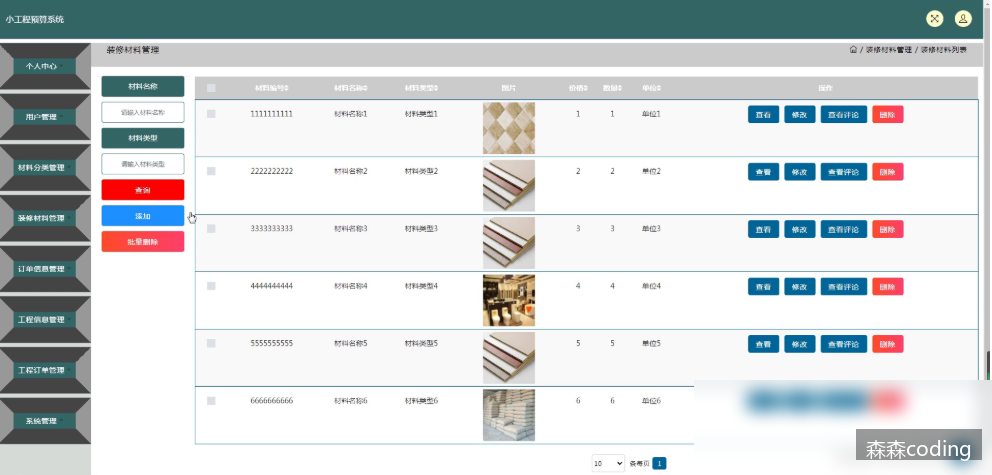 小工程预算系统
装修材料管理
/ 装修材料管理 / 装修材料列表
个人中心
用户管理
材料分类管理
装修材料管理
订单信息管理
工程信息管理
工程订单管理
系统管理
材料名称
请输入材料名称
材料类型
请输入材料类型
查询
添加
批量删除
材料编号 材料名称 材料类型 图片 价格 数量 单位 操作
1111111111 材料名称1 材料类型1 1 1 单位1 查看 修改 查看评论 删除
2222222222 材料名称2 材料类型2 2 2 单位2 查看 修改 查看评论 删除
3333333333 材料名称3 材料类型3 3 3 单位3 查看 修改 查看评论 删除
4444444444 材料名称4 材料类型4 4 4 单位4 查看 修改 查看评论 删除
5555555555 材料名称5 材料类型5 5 5 单位5 查看 修改 查看评论 删除
6666666666 材料名称6 材料类型6 6 6 单位6
10 条每页 1
森森coding